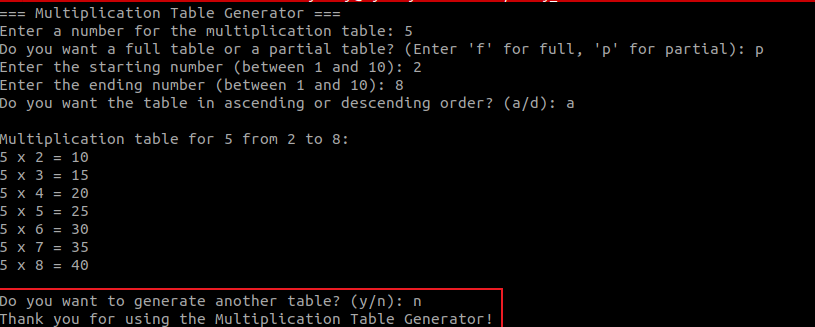 === Multiplication Table Generator ===
Enter a number for the multiplication table: 5
Do you want a full table or a partial table? (Enter 'f' for full, 'p' for partial): p
Enter the starting number (between 1 and 10): 2
Enter the ending number (between 1 and 10): 8
Do you want the table in ascending or descending order? (a/d): a
Multiplication table for 5 from 2 to 8:
5 x 2 = 10
5 x 3 = 15
5 x 4 = 20
5 x 5 = 25
5 x 6 = 30
5 x 7 = 35
5 x 8 = 40
Do you want to generate another table? (y/n): n
Thank you for using the Multiplication Table Generator!